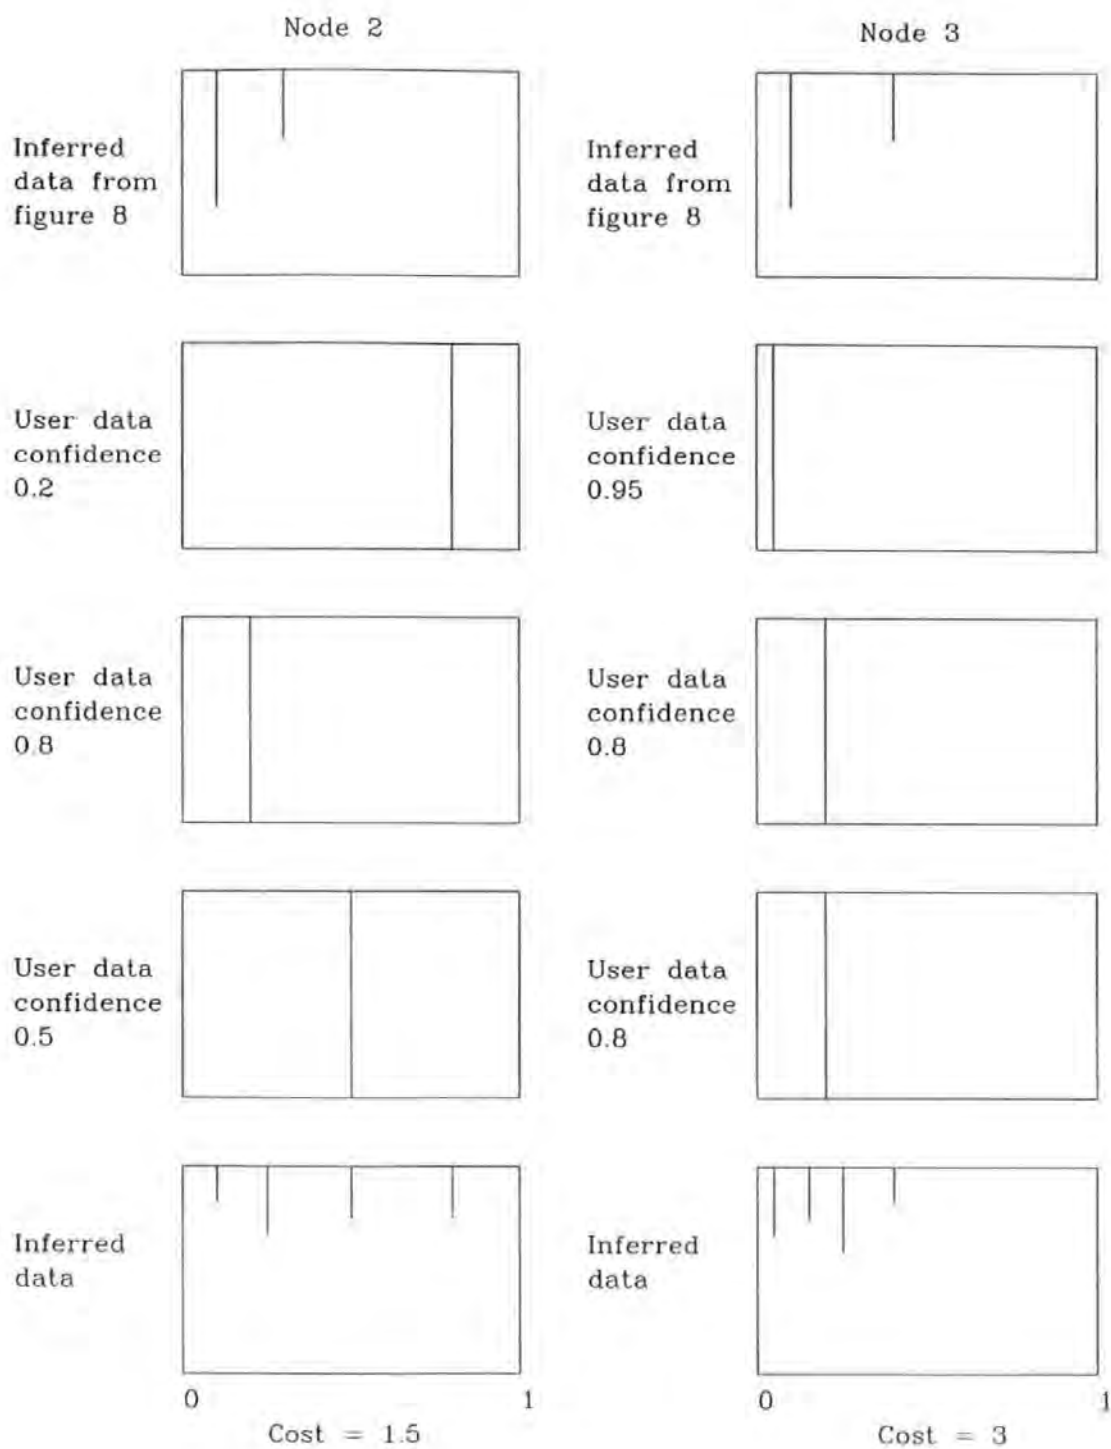 Node 2
Node 3
Inferred
data from
figure 8
Inferred
data from
figure 8
User data
confidence
0.2
User data
confidence
0.95
User data
confidence
0.8
User data
confidence
0.8
User data
confidence
0.5
User data
confidence
0.8
Inferred
data
Inferred
data
0 1
0 1
Cost = 1.5
Cost = 3